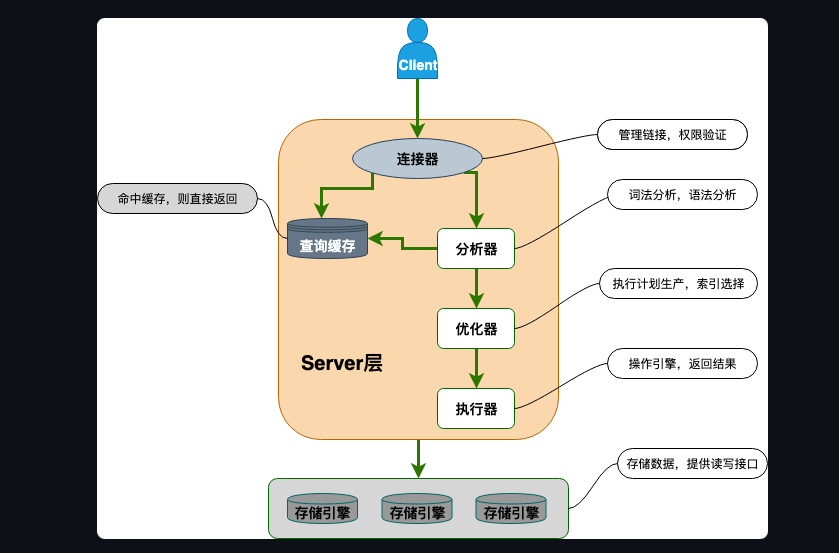 Client
连接器
管理链接，权限验证
命中缓存，则直接返回
词法分析，语法分析
查询缓存
分析器
执行计划生产，索引选择
优化器
Server层
操作引擎，返回结果
执行器
存储数据，提供读写接口
存储引擎
存储引擎
存储引擎